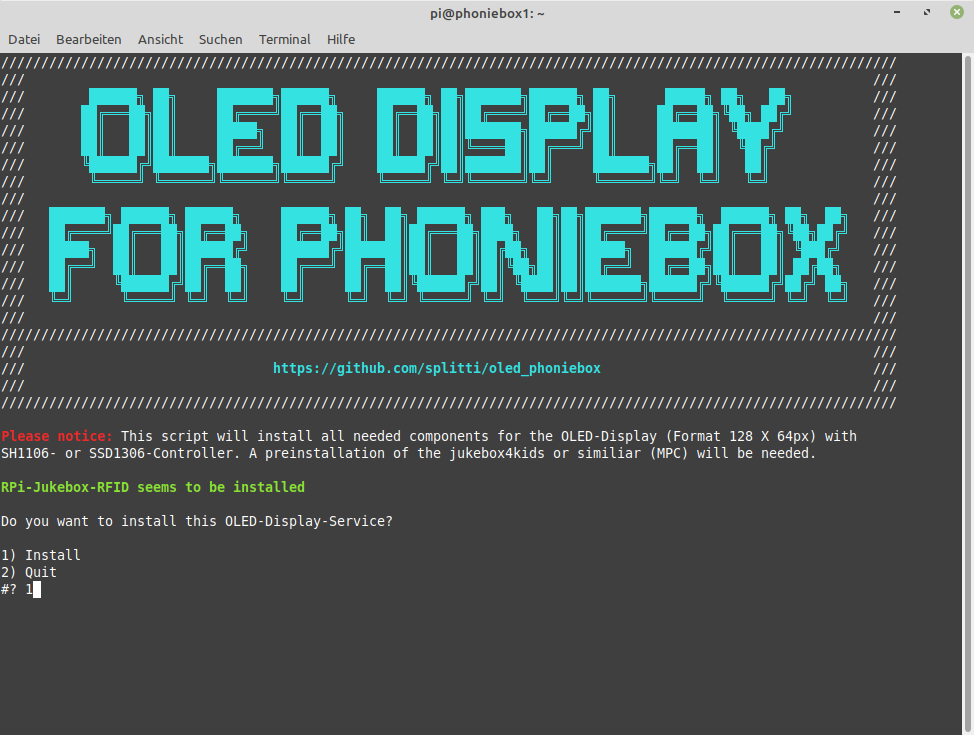 pi@phoniebox1: ~
Datei Bearbeiten Ansicht Suchen Terminal Hilfe
OLED DISPLAY
FOR PHONIEBOX
https://github.com/splitti/oled_phoniebox
Please notice: This script will install all needed components for the OLED-Display (Format 128 X 64px) with
SH1106- or SSD1306-Controller. A preinstallation of the jukebox4kids or similiar (MPC) will be needed.
RPi-Jukebox-RFID seems to be installed
Do you want to install this OLED-Display-Service?
1) Install
2) Quit
#? 1